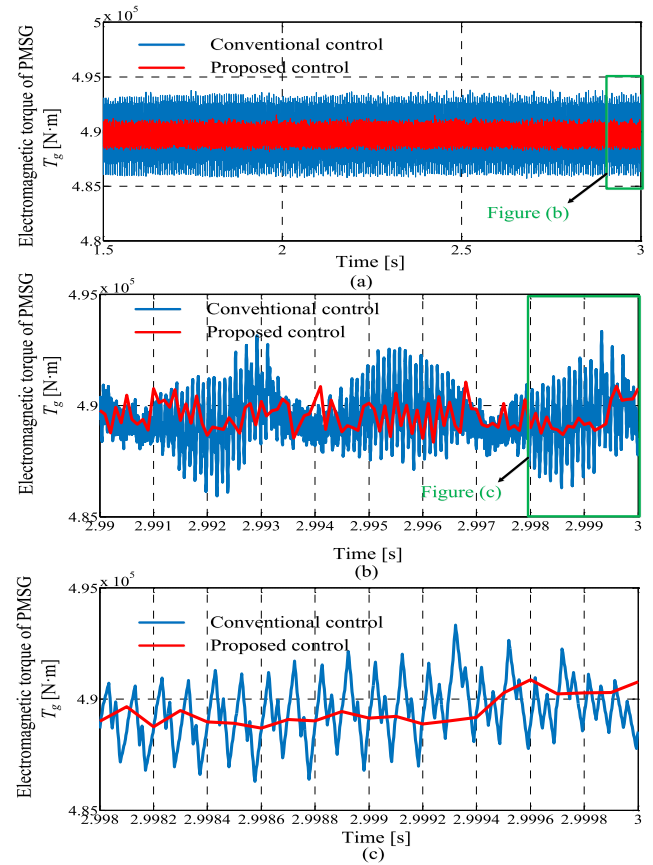 Electromagnetic torque of PMSG
T_g [N·m]
5 x 10^5
4.95
4.9
4.85
4.8
Conventional control
Proposed control
Figure (b)
1.5 2 2.5 3
Time [s]
(a)
Electromagnetic torque of PMSG
T_g [N·m]
4.95 x 10^5
4.9
4.85
Conventional control
Proposed control
Figure (c)
2.99 2.991 2.992 2.993 2.994 2.995 2.996 2.997 2.998 2.999 3
Time [s]
(b)
Electromagnetic torque of PMSG
T_g [N·m]
4.95 x 10^5
4.9
4.85
Conventional control
Proposed control
2.998 2.9982 2.9984 2.9986 2.9988 2.999 2.9992 2.9994 2.9996 2.9998 3
Time [s]
(c)